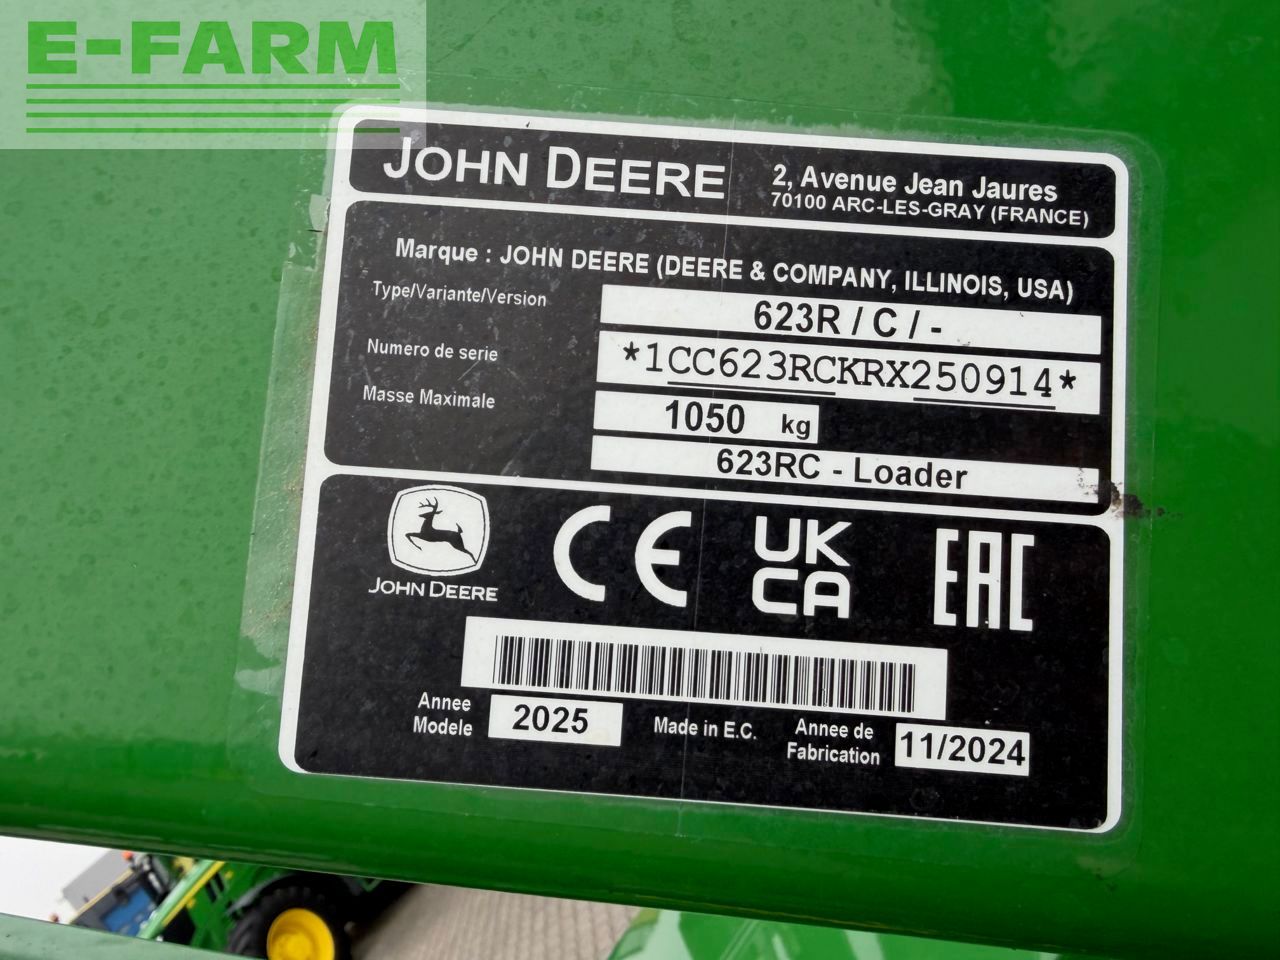 E-FARM
JOHN DEERE
2, Avenue Jean Jaures
70100 ARC-LES-GRAY (FRANCE)
Marque : JOHN DEERE (DEERE & COMPANY, ILLINOIS, USA)
Type/Variante/Version 623R / C / -
Numero de serie *1CC623RCKRX250914*
Masse Maximale 1050 kg
623RC - Loader
JOHN DEERE
CE
UK
CA
EAC
Annee
Modele
2025
Made in E.C.
Annee de
Fabrication
11/2024